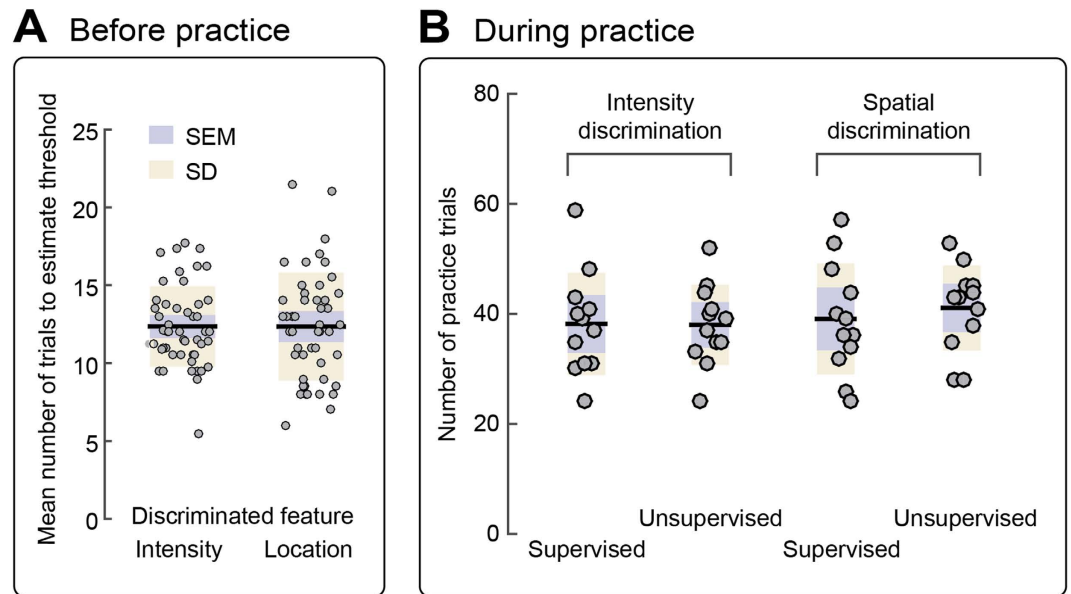 A Before practice
Mean number of trials to estimate threshold
25
20
15
10
5
0
SEM
SD
Discriminated feature
Intensity
Location
B During practice
Number of practice trials
80
60
40
20
0
Intensity
discrimination
Spatial
discrimination
Unsupervised
Supervised
Unsupervised
Supervised